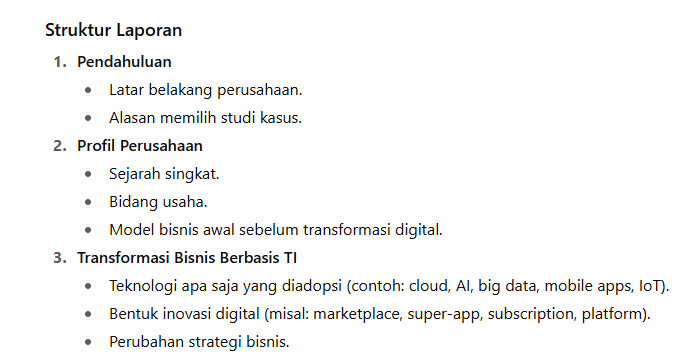 Struktur Laporan
1. Pendahuluan
• Latar belakang perusahaan.
• Alasan memilih studi kasus.
2. Profil Perusahaan
• Sejarah singkat.
• Bidang usaha.
• Model bisnis awal sebelum transformasi digital.
3. Transformasi Bisnis Berbasis TI
• Teknologi apa saja yang diadopsi (contoh: cloud, AI, big data, mobile apps, IoT).
• Bentuk inovasi digital (misal: marketplace, super-app, subscription, platform).
• Perubahan strategi bisnis.